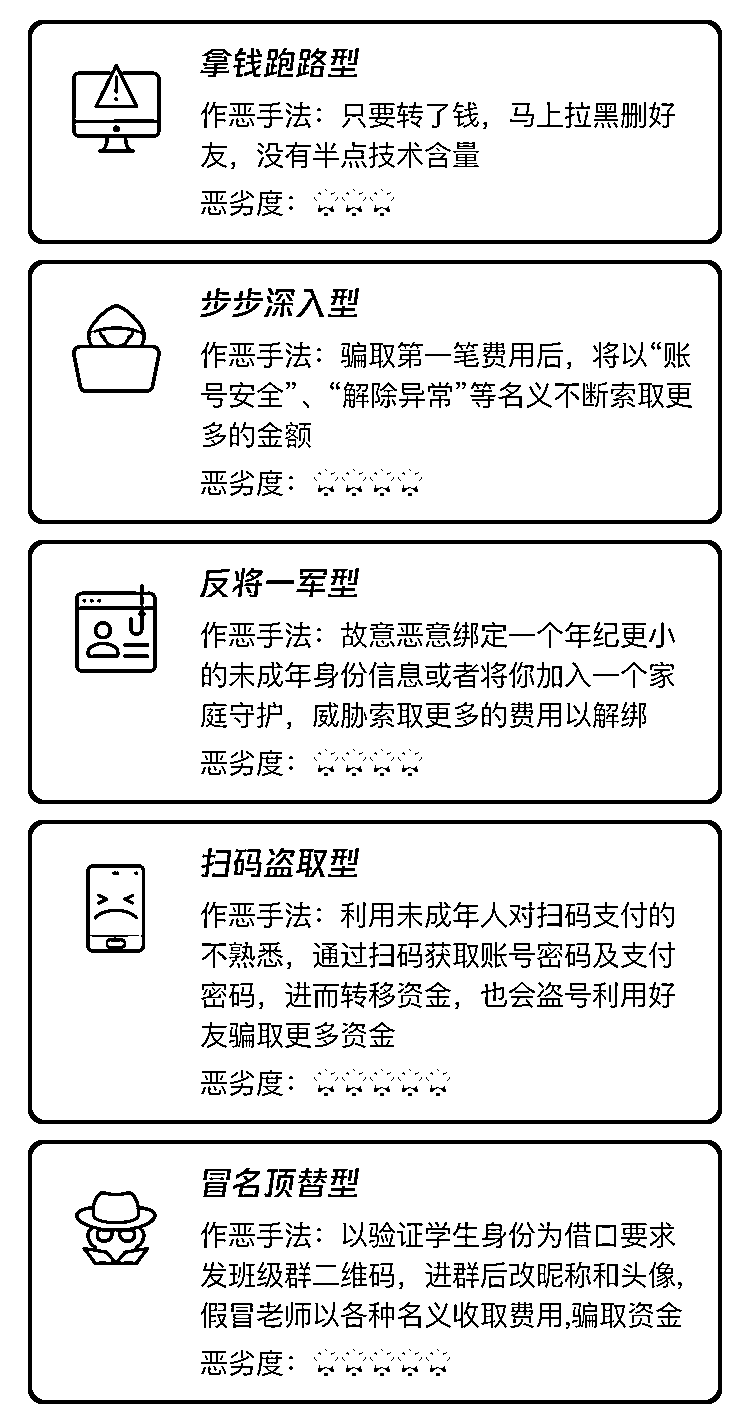 拿钱跑路型
作恶手法：只要转了钱，马上拉黑删好
友，没有半点技术含量
恶劣度：
步步深入型
作恶手法：骗取第一笔费用后，将以“账
号安全”、“解除异常”等名义不断索取更
多的金额
恶劣度：
反将一军型
作恶手法：故意恶意绑定一个年纪更小
的未成年身份信息或者将你加入一个家
庭守护，威胁索取更多的费用以解绑
恶劣度：
扫码盗取型
作恶手法：利用未成年人对扫码支付的
不熟悉，通过扫码获取账号密码及支付
密码，进而转移资金，也会盗号利用好
友骗取更多资金
恶劣度：
冒名顶替型
作恶手法：以验证学生身份为借口要求
发班级群二维码，进群后改昵称和头像,
假冒老师以各种名义收取费用,骗取资金
恶劣度：